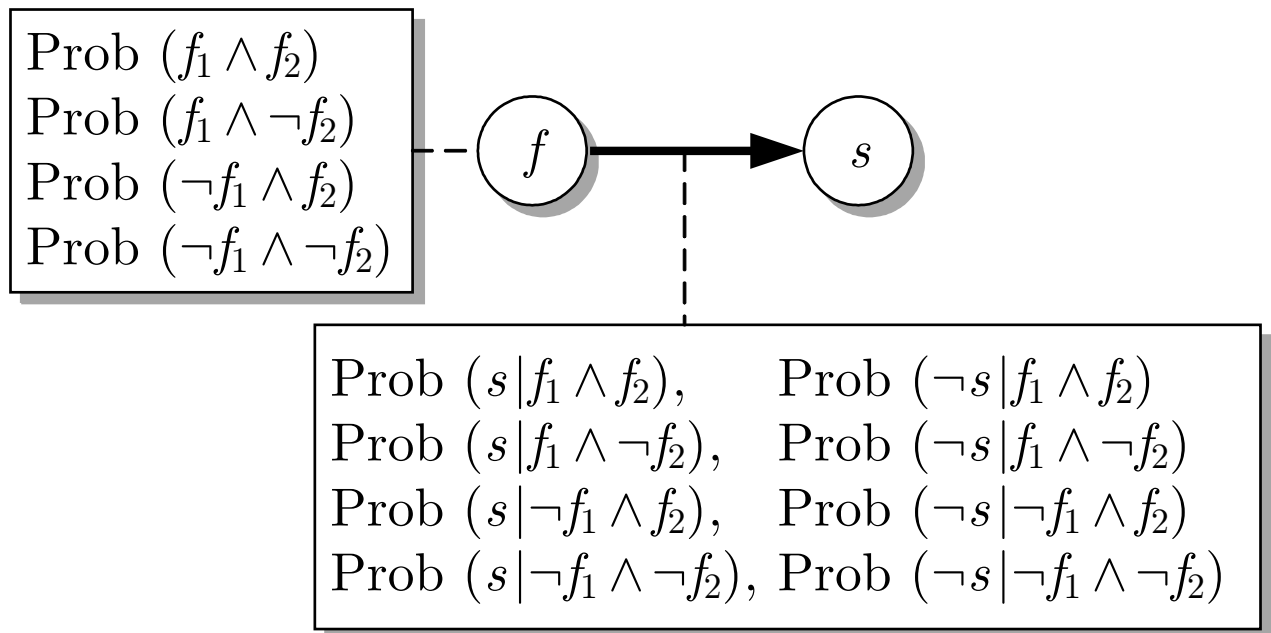 Prob (f₁ ∧ f₂)
Prob (f₁ ∧ ¬f₂)
Prob (¬f₁ ∧ f₂)
Prob (¬f₁ ∧ ¬f₂)
f
s
Prob (s|f₁ ∧ f₂), Prob (¬s|f₁ ∧ f₂)
Prob (s|f₁ ∧ ¬f₂), Prob (¬s|f₁ ∧ ¬f₂)
Prob (s|¬f₁ ∧ f₂), Prob (¬s|¬f₁ ∧ f₂)
Prob (s|¬f₁ ∧ ¬f₂), Prob (¬s|¬f₁ ∧ ¬f₂)